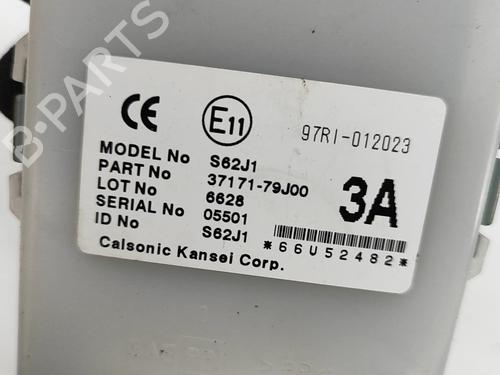 CE
E11
97RI-012023
MODEL No S62J1
PART No 37171-79J00
LOT No 6628
SERIAL No 05501
ID No S62J1
3A
*66U52482*
Calsonic Kansei Corp.